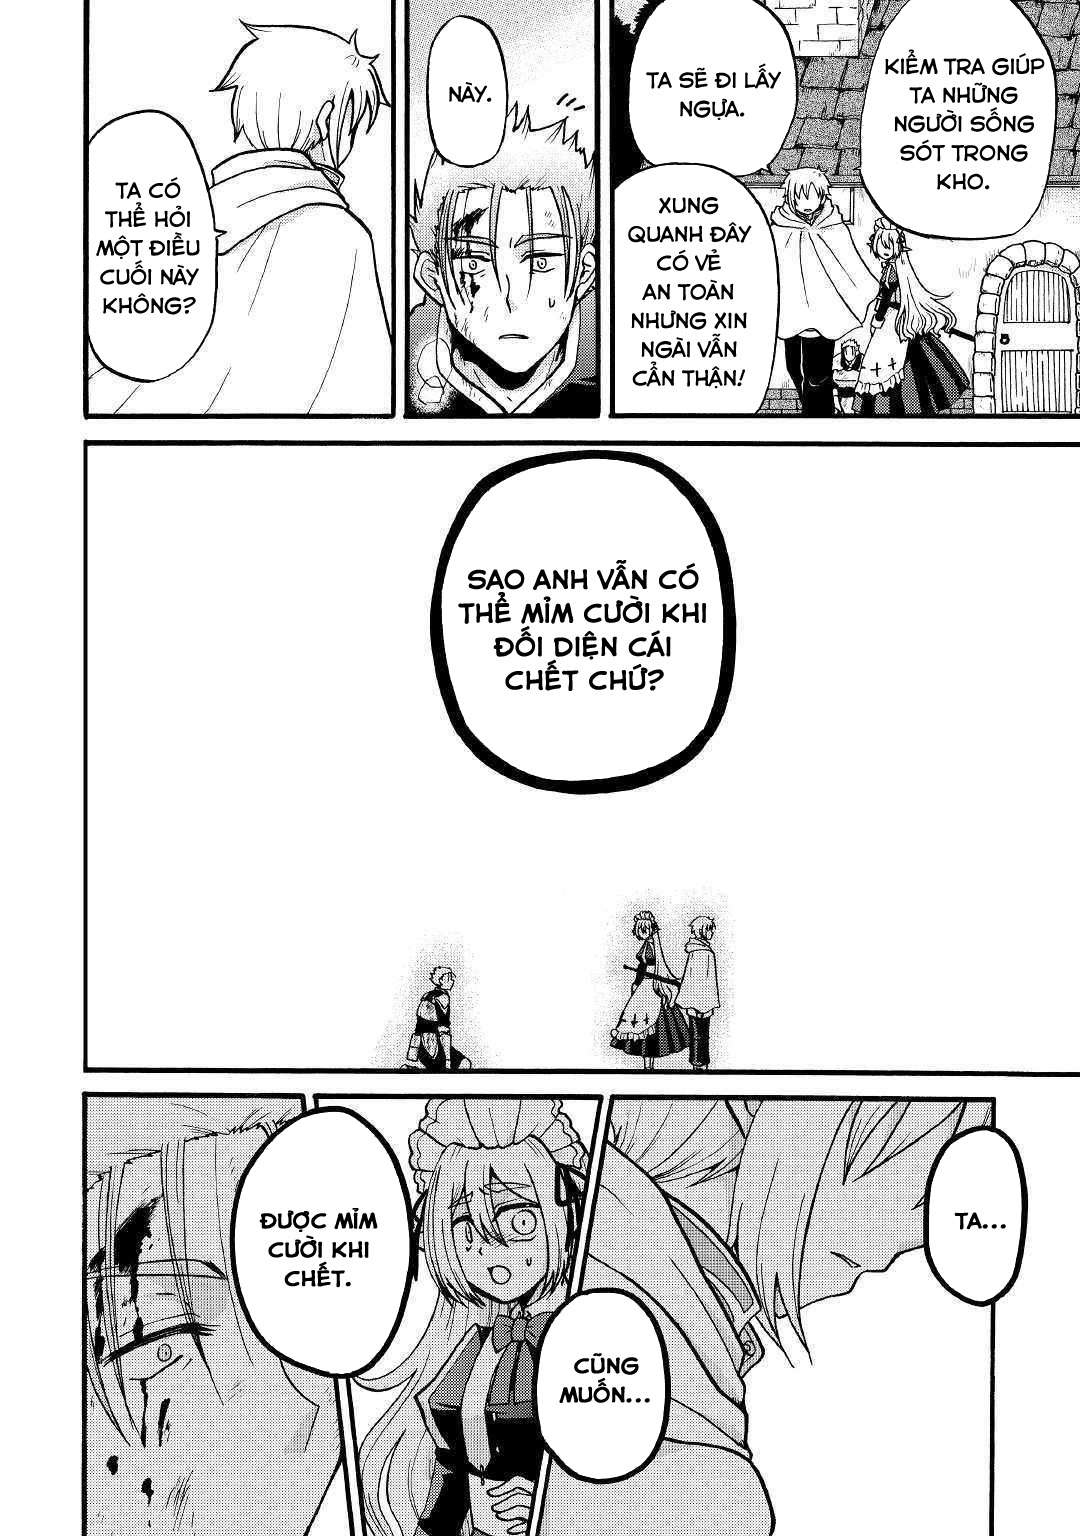 KIỂM TRA GIÚP
TA NHỮNG
NGƯỜI SỐNG
SÓT TRONG
KHO.
TA SẼ ĐI LẤY
NGỰA.
XUNG
QUANH ĐÂY
CÓ VẺ
AN TOÀN
NHƯNG XIN
NGÀI VẪN
CẨN THẬN!
NÀY.
TA CÓ
THỂ HỎI
MỘT ĐIỀU
CUỐI NÀY
KHÔNG?
SAO ANH VẪN CÓ
THỂ MỈM CƯỜI KHI
ĐỐI DIỆN CÁI
CHẾT CHỨ?
TA...
CŨNG
MUỐN...
ĐƯỢC MỈM
CƯỜI KHI
CHẾT.